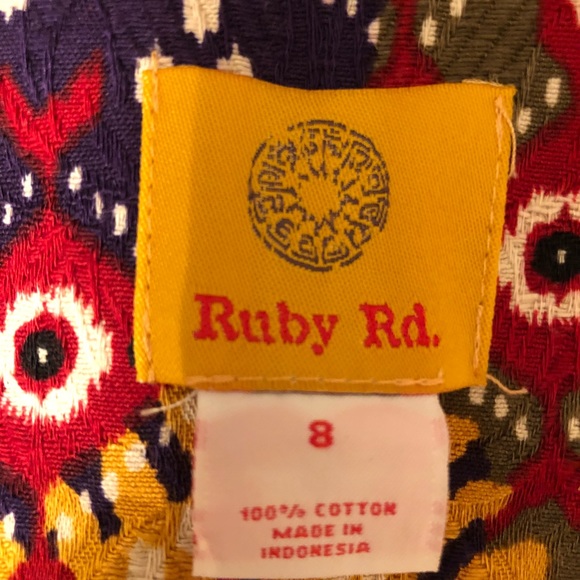 Ruby Rd.
8
100% COTTON
MADE IN
INDONESIA